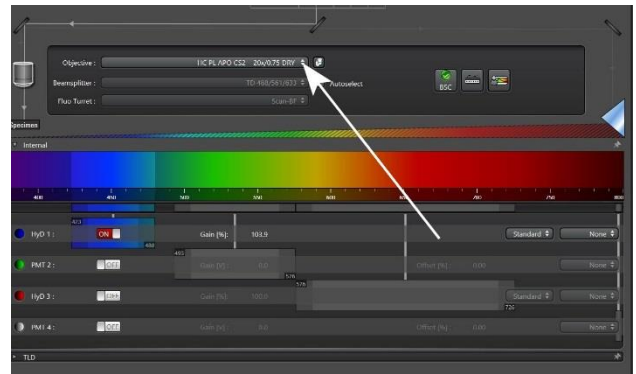 Objective : HC PL APO CS2 20x/0.75 DRY
Beamsplitter : TD 488/561/633 Autoselect
Fluo Turret : Scan-BF
BSC
Specimen
Internal
400 450 500 550 600 650 700 750 800
HyD 1 : ON 488 Gain [%]: 103.9 Standard None
493
PMT 2 : OFF Gain [V] : 0.0 576 Offset [%] 0.00 None
576
HyD 3 : OFF Gain [%]: 100.0 Standard None
726
PMT 4 : OFF Gain [V] : 0.0 Offset [%] 0.00 None
TLD